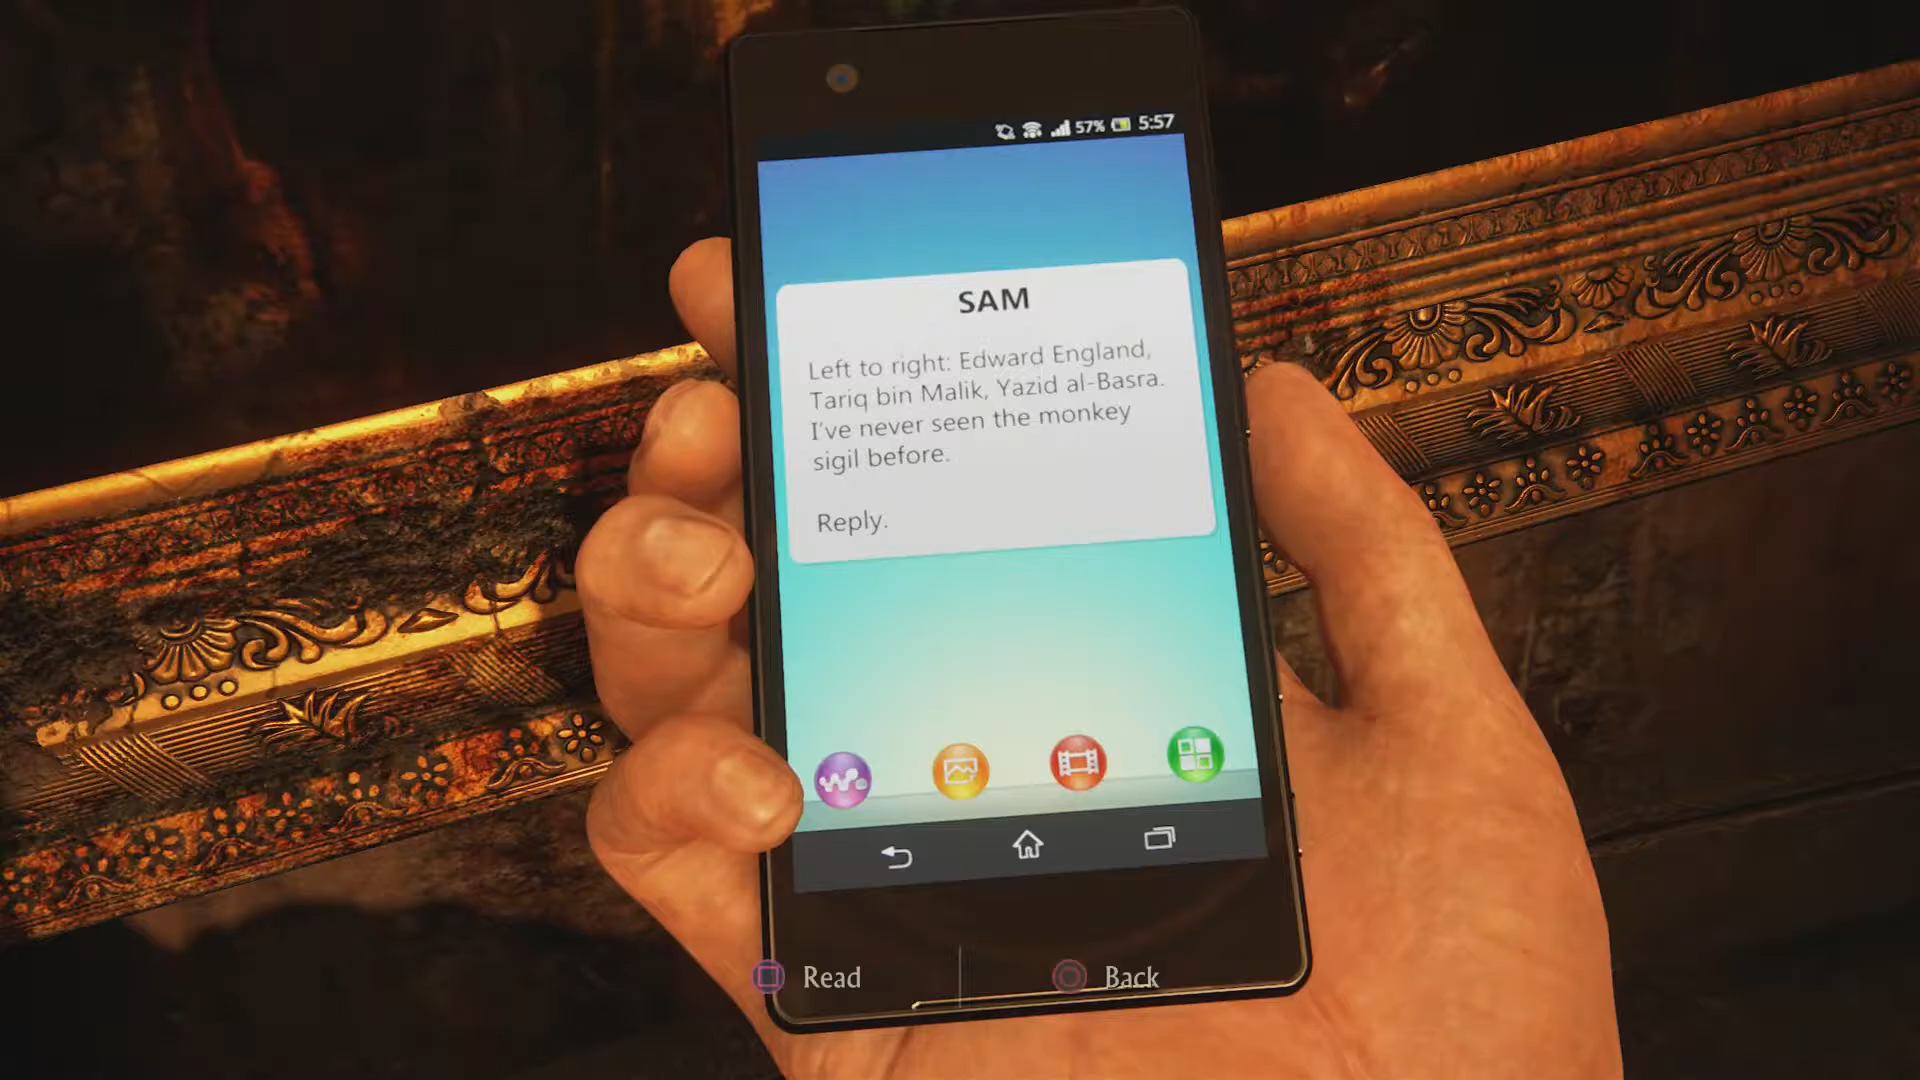 57% 5:57
SAM
Left to right: Edward England,
Tariq bin Malik, Yazid al-Basra.
I've never seen the monkey
sigil before.
Reply.
Read Back